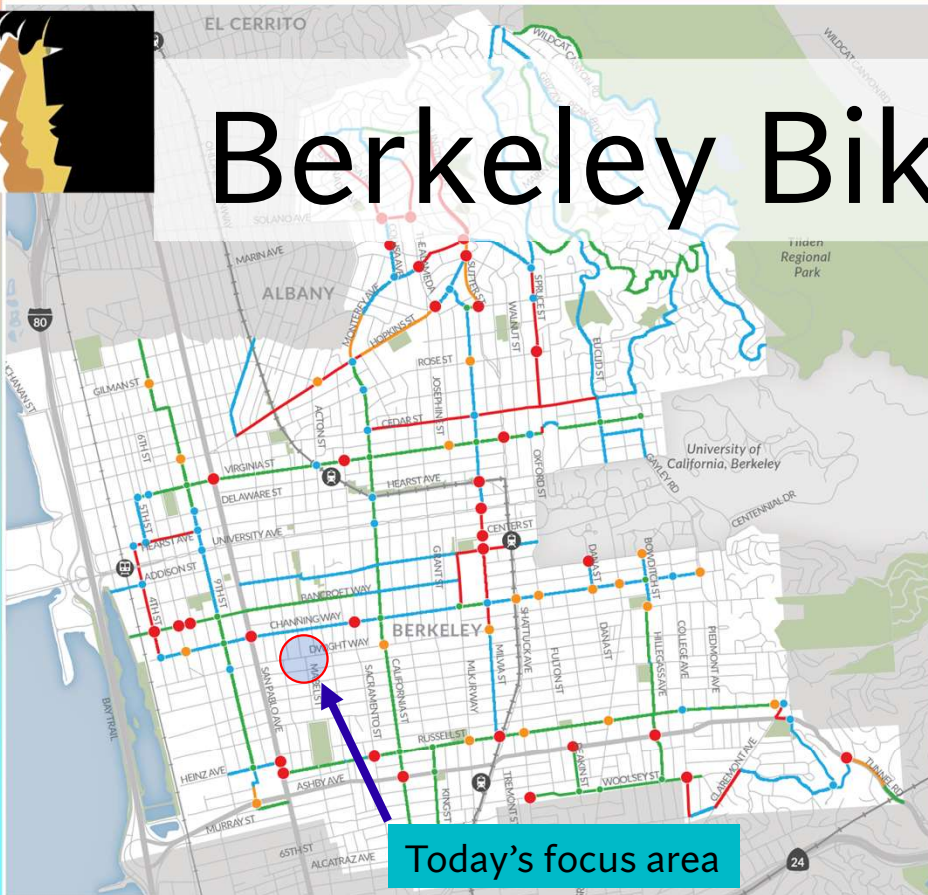 EL CERRITO
WILDCAT CANYON RD
WILDCAT CANYON RD
Berkeley Bik
SOLANO AVE
MARIN AVE
THE ALAMEDA
SUTTER ST
Tilden
Regional
Park
ALBANY
80
MONTEREY AVE
HOPKINS ST
WALNUT ST
SPRUCE ST
EUCLID ST
ROSE ST
JOSEPHINE ST
GILMAN ST
ACTON ST
CEDAR ST
6TH ST
VIRGINIA ST
OXFORD ST
GAYLEY RD
University of
California, Berkeley
DELAWARE ST
HEARST AVE
CENTENNIAL DR
5TH ST
UNIVERSITY AVE
CENTER ST
HEARST AVE
ADDISON ST
GRANT ST
DANA ST
BOWDITCH ST
4TH ST
9TH ST
BANCROFT WAY
CHANNING WAY
BERKELEY
SHATTUCK AVE
DWIGHT WAY
MABEL ST
SAN PABLO AVE
SACRAMENTO ST
CALIFORNIA ST
MLK JR WAY
MILVIA ST
FULTON ST
DANA ST
HILLEGASS AVE
COLLEGE AVE
PIEDMONT AVE
BAY TRAIL
RUSSELL ST
HEINZ AVE
ASHBY AVE
KING ST
TREMONT ST
DEAKIN ST
WOOLSEY ST
CLAREMONT AVE
TUNNEL RD
MURRAY ST
65TH ST
ALCATRAZ AVE
Today's focus area
24